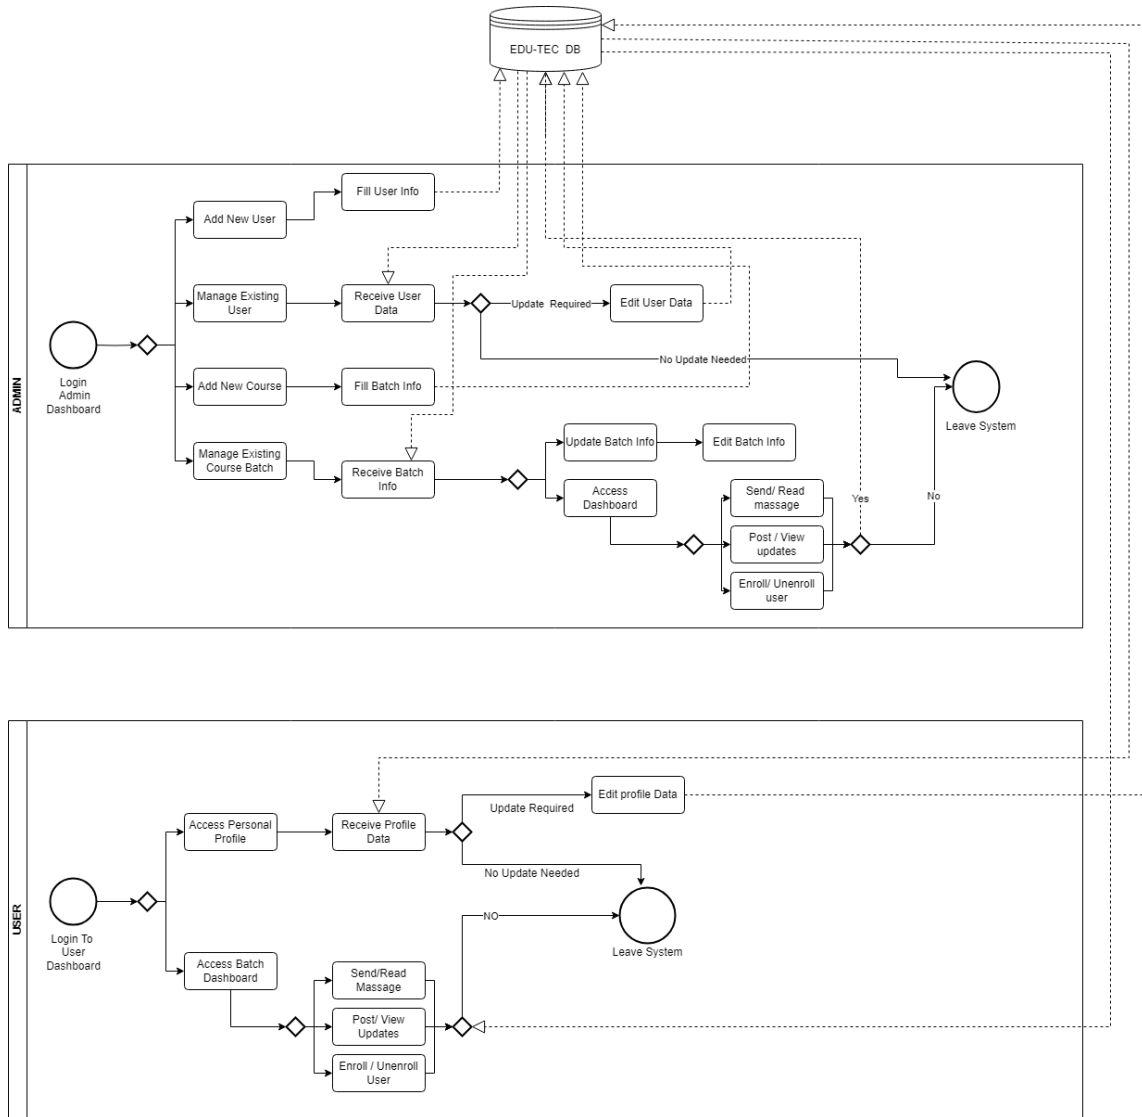 EDU-TEC DB
ADMIN
Fill User Info
Add New User
Manage Existing
User
Receive User
Data
Update Required
Edit User Data
No Update Needed
Login
Admin
Dashboard
Add New Course
Fill Batch Info
Leave System
Manage Existing
Course Batch
Receive Batch
Info
Update Batch Info
Edit Batch Info
Access
Dashboard
Send/ Read
massage
Yes
No
Post / View
updates
Enroll/ Unenroll
user
USER
Access Personal
Profile
Receive Profile
Data
Update Required
Edit profile Data
No Update Needed
Login To
User
Dashboard
NO
Leave System
Access Batch
Dashboard
Send/Read
Massage
Post/ View
Updates
Enroll / Unenroll
User